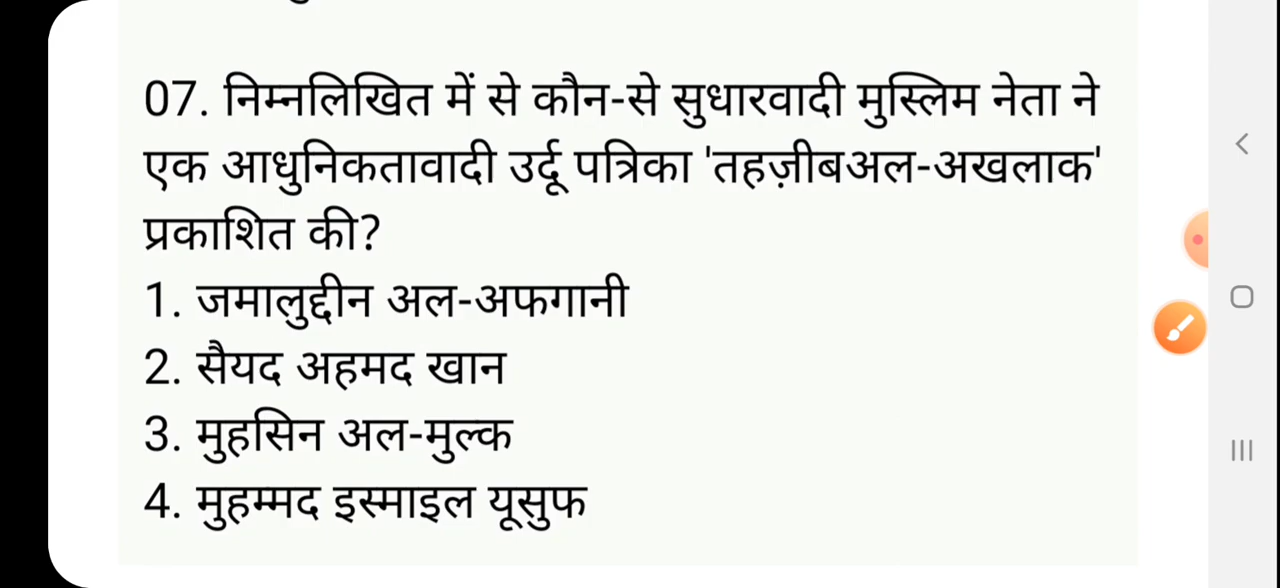 07. निम्नलिखित में से कौन-से सुधारवादी मुस्लिम नेता ने
एक आधुनिकतावादी उर्दू पत्रिका 'तहज़ीबअल-अखलाक'
प्रकाशित की?
1. जमालुद्दीन अल-अफगानी
2. सैयद अहमद खान
3. मुहसिन अल-मुल्क
4. मुहम्मद इस्माइल यूसुफ